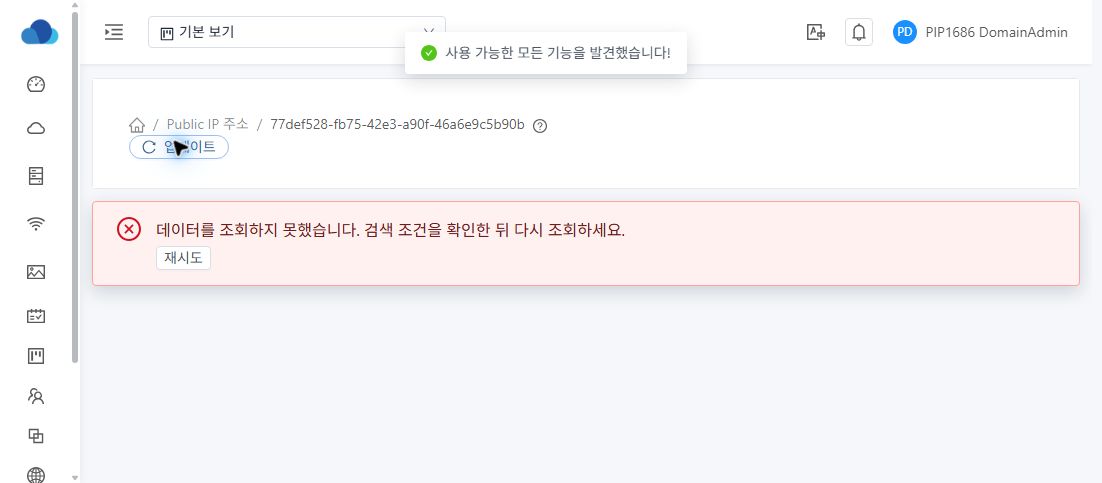 기본 보기
사용 가능한 모든 기능을 발견했습니다!
PD PIP1686 DomainAdmin
/ Public IP 주소 / 77def528-fb75-42e3-a90f-46a6e9c5b90b
데이터를 조회하지 못했습니다. 검색 조건을 확인한 뒤 다시 조회하세요.
재시도